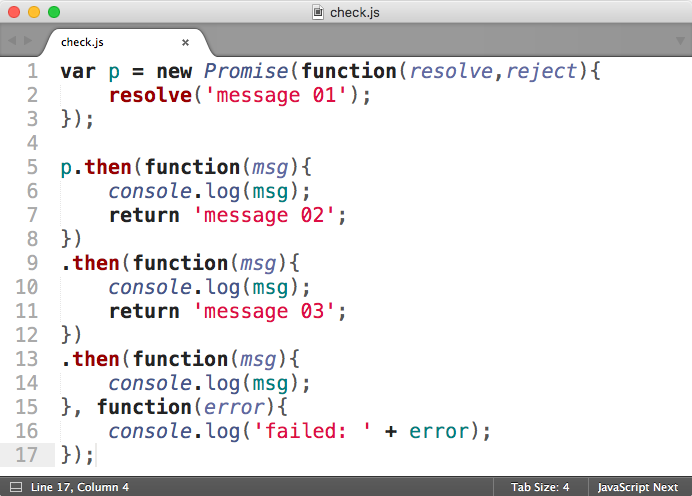 check.js
check.js ×
1 var p = new Promise(function(resolve,reject){
2     resolve('message 01');
3 });
4
5 p.then(function(msg){
6     console.log(msg);
7     return 'message 02';
8 })
9 .then(function(msg){
10     console.log(msg);
11     return 'message 03';
12 })
13 .then(function(msg){
14     console.log(msg);
15 }, function(error){
16     console.log('failed: ' + error);
17 });
Line 17, Column 4 Tab Size: 4 JavaScript Next